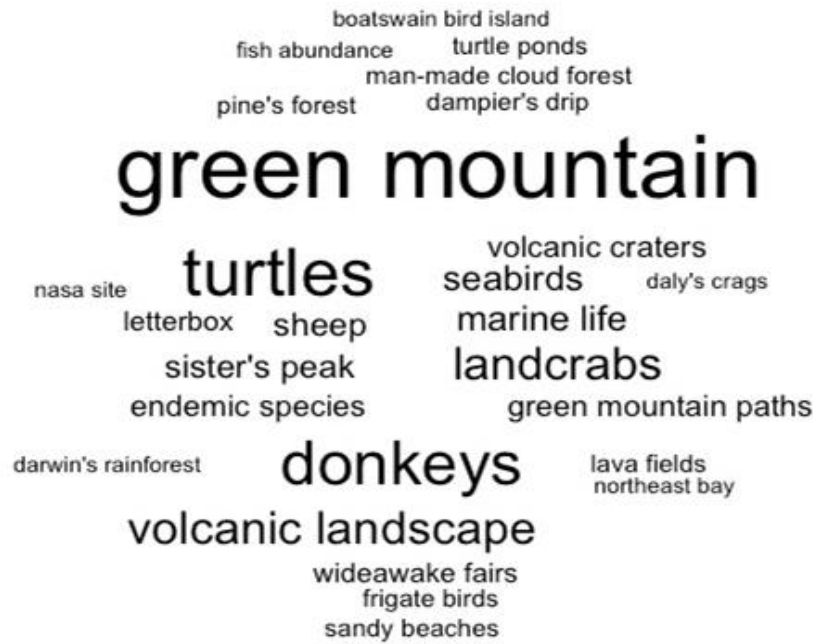 boatswain bird island
fish abundance turtle ponds
man-made cloud forest
pine's forest dampier's drip
green mountain
volcanic craters
turtles seabirds daly's crags
nasa site
letterbox sheep marine life
sister's peak landcrabs
endemic species green mountain paths
darwin's rainforest donkeys lava fields
northeast bay
volcanic landscape
wideawake fairs
frigate birds
sandy beaches